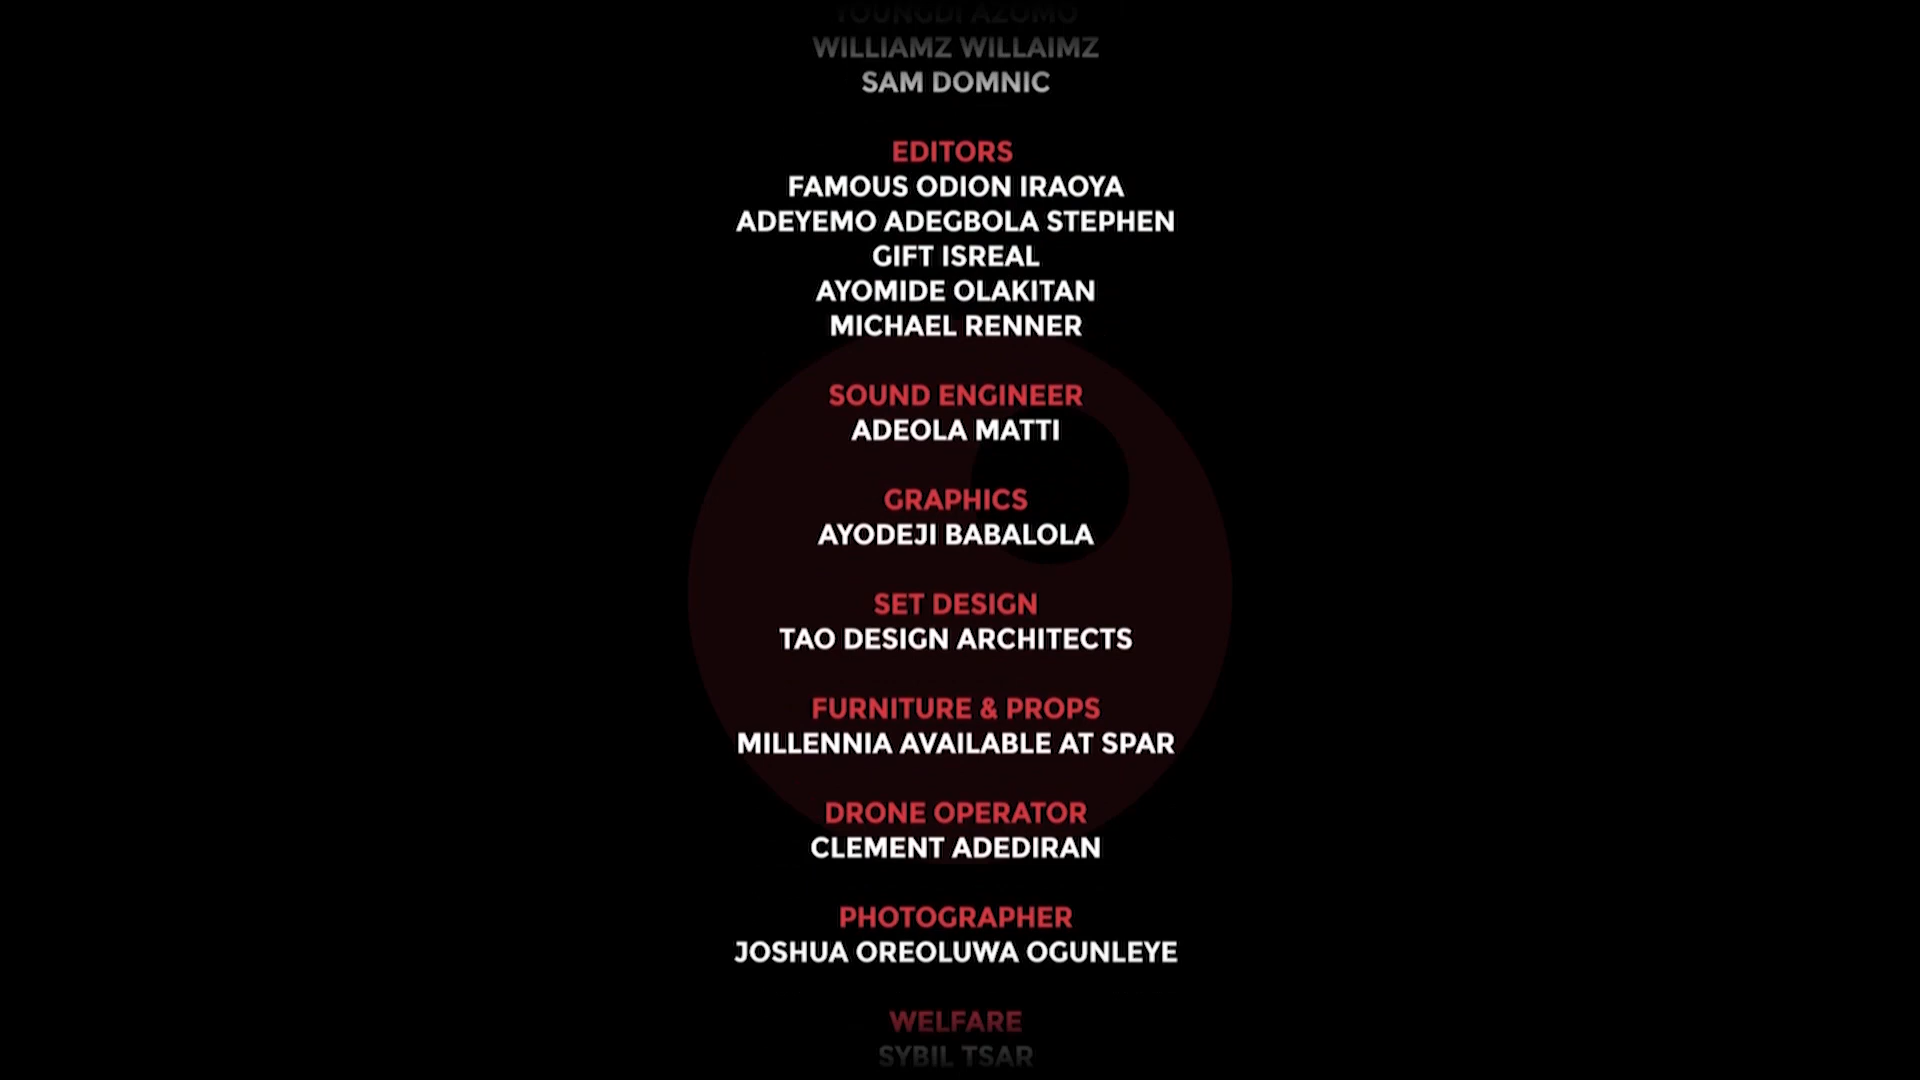 YOUNGDI AZOMO
WILLIAMZ WILLAIMZ
SAM DOMNIC
EDITORS
FAMOUS ODION IRAOYA
ADEYEMO ADEGBOLA STEPHEN
GIFT ISREAL
AYOMIDE OLAKITAN
MICHAEL RENNER
SOUND ENGINEER
ADEOLA MATTI
GRAPHICS
AYODEJI BABALOLA
SET DESIGN
TAO DESIGN ARCHITECTS
FURNITURE & PROPS
MILLENNIA AVAILABLE AT SPAR
DRONE OPERATOR
CLEMENT ADEDIRAN
PHOTOGRAPHER
JOSHUA OREOLUWA OGUNLEYE
WELFARE
SYBIL TSAR